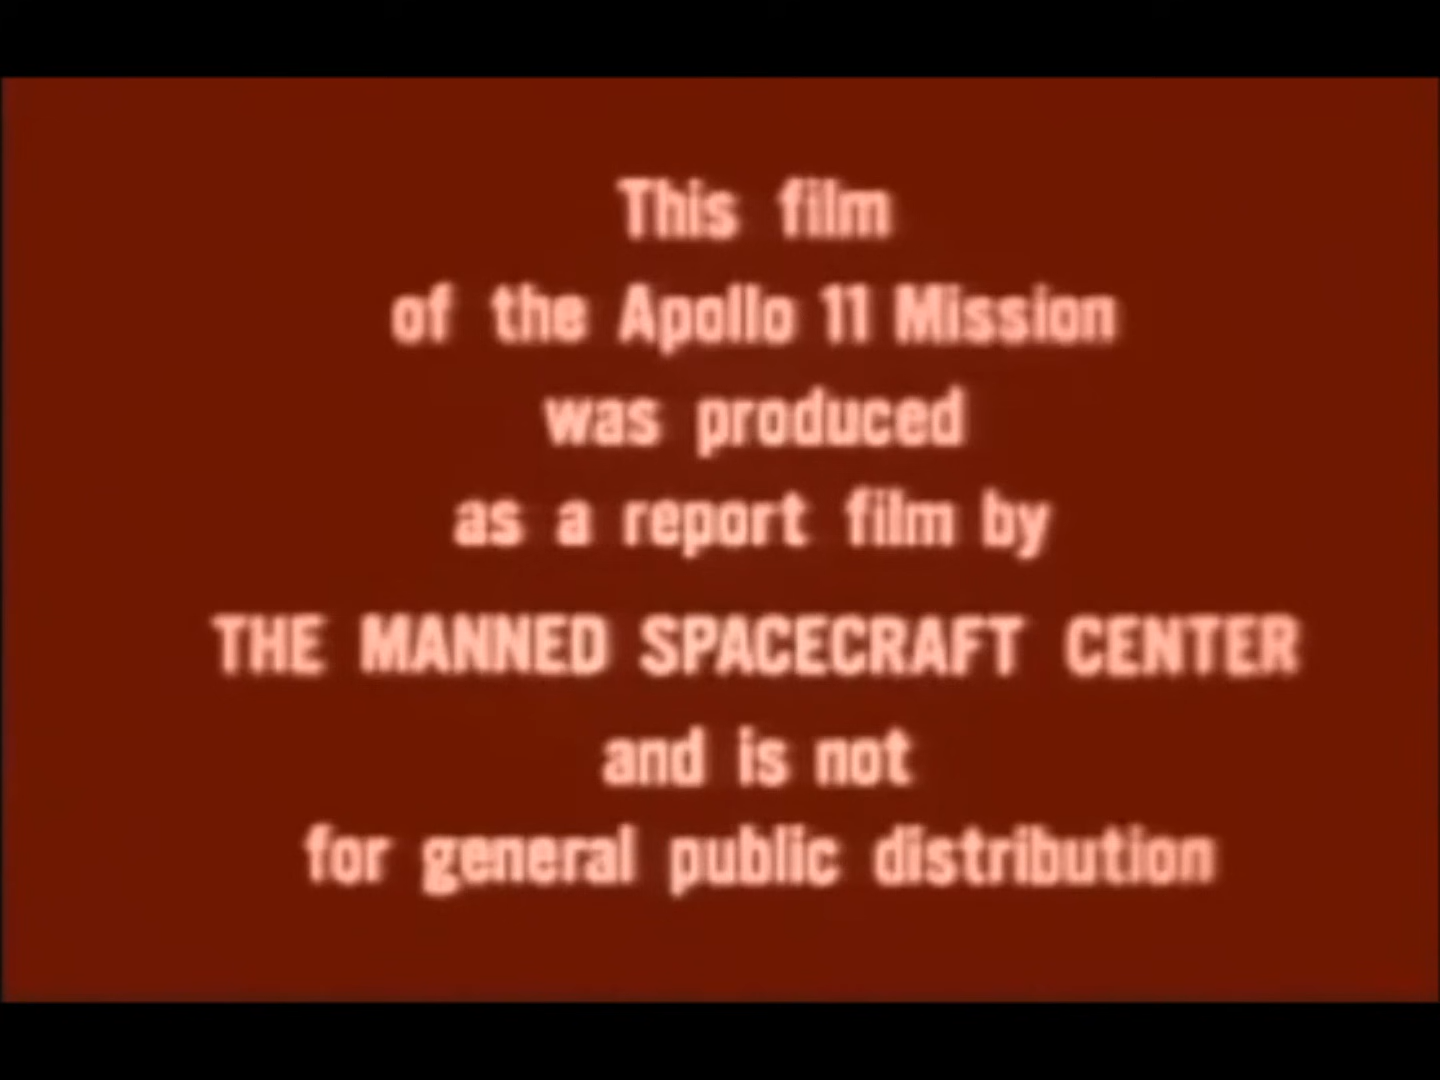 This film
of the Apollo 11 Mission
was produced
as a report film by
THE MANNED SPACECRAFT CENTER
and is not
for general public distribution